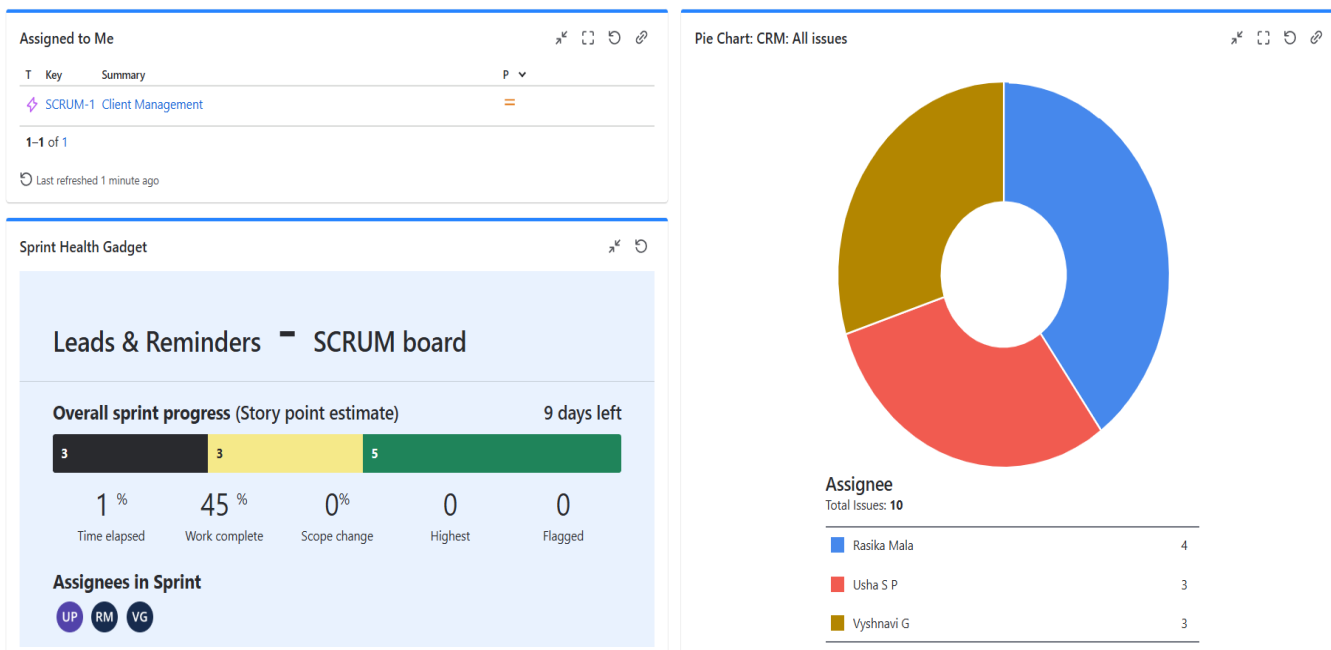 Assigned to Me
T Key Summary P
SCRUM-1 Client Management
1–1 of 1
Last refreshed 1 minute ago
Sprint Health Gadget
Leads & Reminders - SCRUM board
Overall sprint progress (Story point estimate) 9 days left
3 3 5
1 % 45 % 0% 0 0
Time elapsed Work complete Scope change Highest Flagged
Assignees in Sprint
UP RM VG
Pie Chart: CRM: All issues
Assignee
Total Issues: 10
Rasika Mala 4
Usha S P 3
Vyshnavi G 3